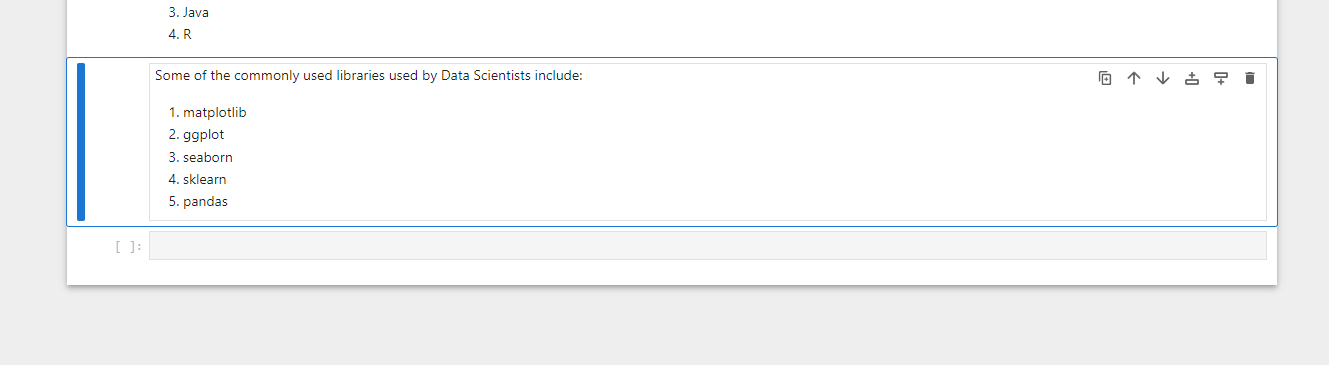 3. Java
4. R
Some of the commonly used libraries used by Data Scientists include:
1. matplotlib
2. ggplot
3. seaborn
4. sklearn
5. pandas
[ ]: